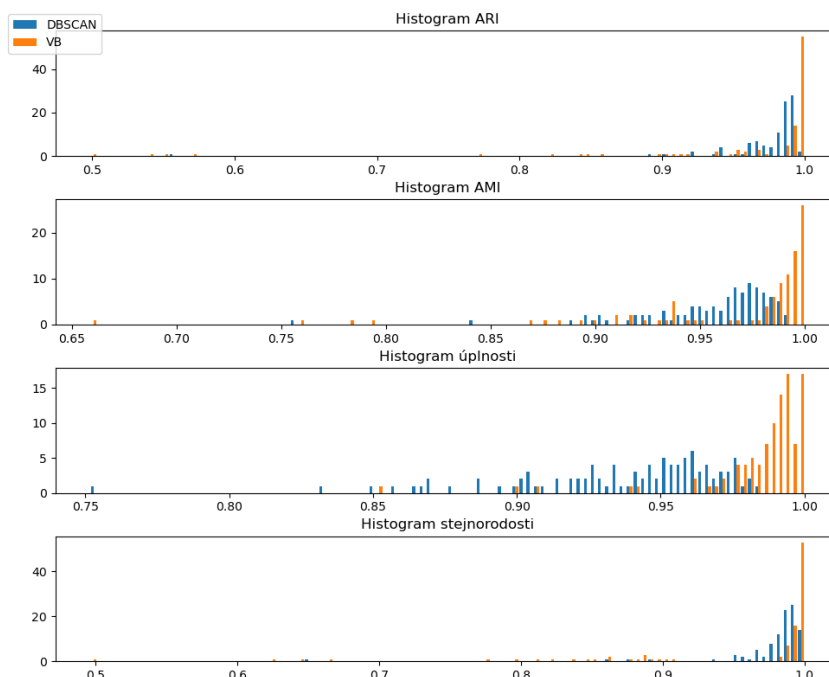 Histogram ARI
DBSCAN
VB
40
20
0
0.5 0.6 0.7 0.8 0.9 1.0
Histogram AMI
20
10
0
0.65 0.70 0.75 0.80 0.85 0.90 0.95 1.00
Histogram úplnosti
15
10
5
0
0.75 0.80 0.85 0.90 0.95 1.00
Histogram stejnorodosti
40
20
0
0.5 0.6 0.7 0.8 0.9 1.0